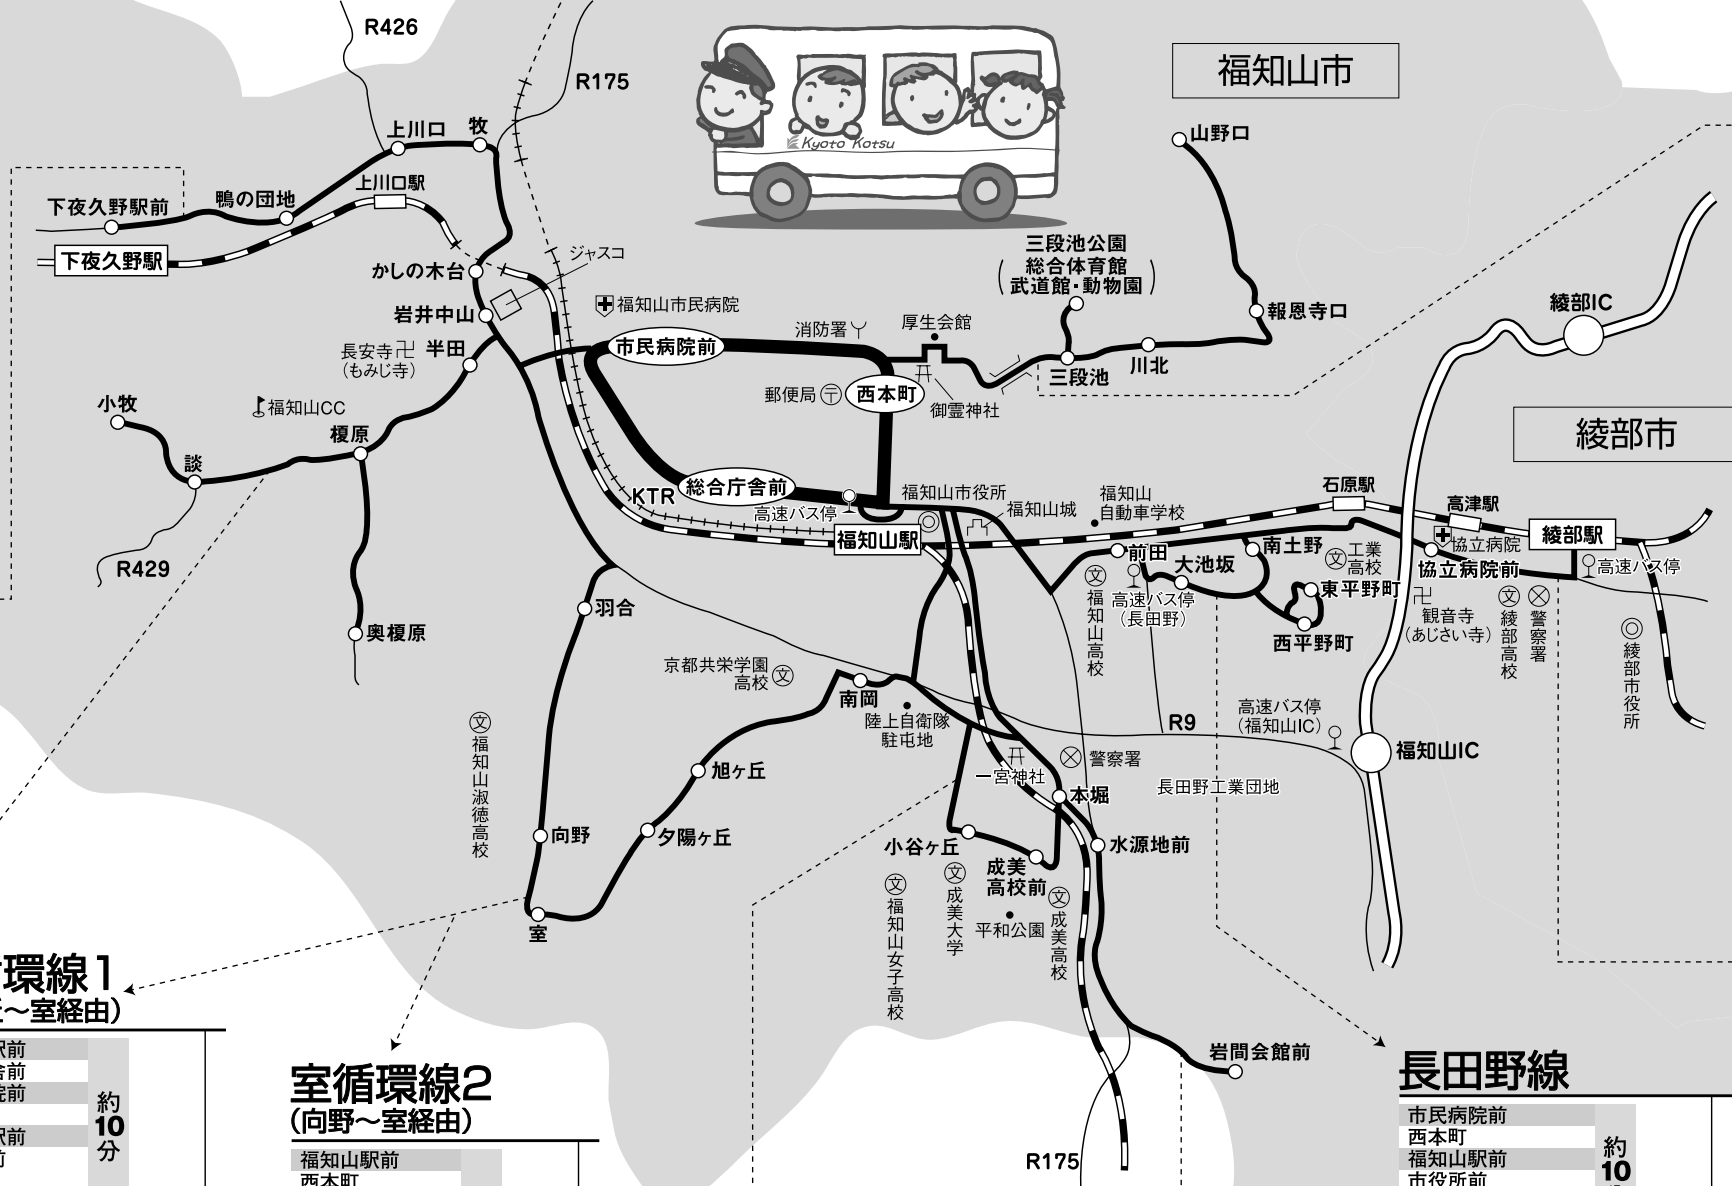 R426
R175
福知山市
Kyoto Kotsu
上川口
牧
山野口
上川口駅
下夜久野駅前
鴨の団地
下夜久野駅
かしの木台
ジャスコ
三段池公園
総合体育館
武道館・動物園
岩井中山
福知山市民病院
報恩寺口
綾部IC
市民病院前
消防署
厚生会館
長安寺卍
(もみじ寺)
半田
三段池
川北
郵便局〒
西本町
御霊神社
小牧
福知山CC
榎原
綾部市
談
KTR
総合庁舎前
高速バス停
福知山市役所
福知山城
福知山
自動車学校
石原駅
高津駅
福知山駅
綾部駅
R429
前田
大池坂
南土野
文工業
高校
協立病院
協立病院前
高速バス停
高速バス停
(長田野)
東平野町
西平野町
卍
観音寺
(あじさい寺)
文綾部高校
警察署
綾部市役所
文福知山高校
羽合
奥榎原
京都共栄学園
高校文
南岡
陸上自衛隊
駐屯地
高速バス停
(福知山IC)
R9
福知山IC
文福知山淑徳高校
旭ヶ丘
一宮神社
警察署
長田野工業団地
本堀
向野
夕陽ヶ丘
小谷ヶ丘
成美
高校前
水源地前
文福知山女子高校
文成美大学
平和公園
文成美高校
室
岩間会館前
R175
環線1
〜室経由)
駅前
舎前
院前
駅前
前
約
10
分
室循環線2
(向野〜室経由)
福知山駅前
西本町
長田野線
市民病院前
西本町
福知山駅前
市役所前
約
10